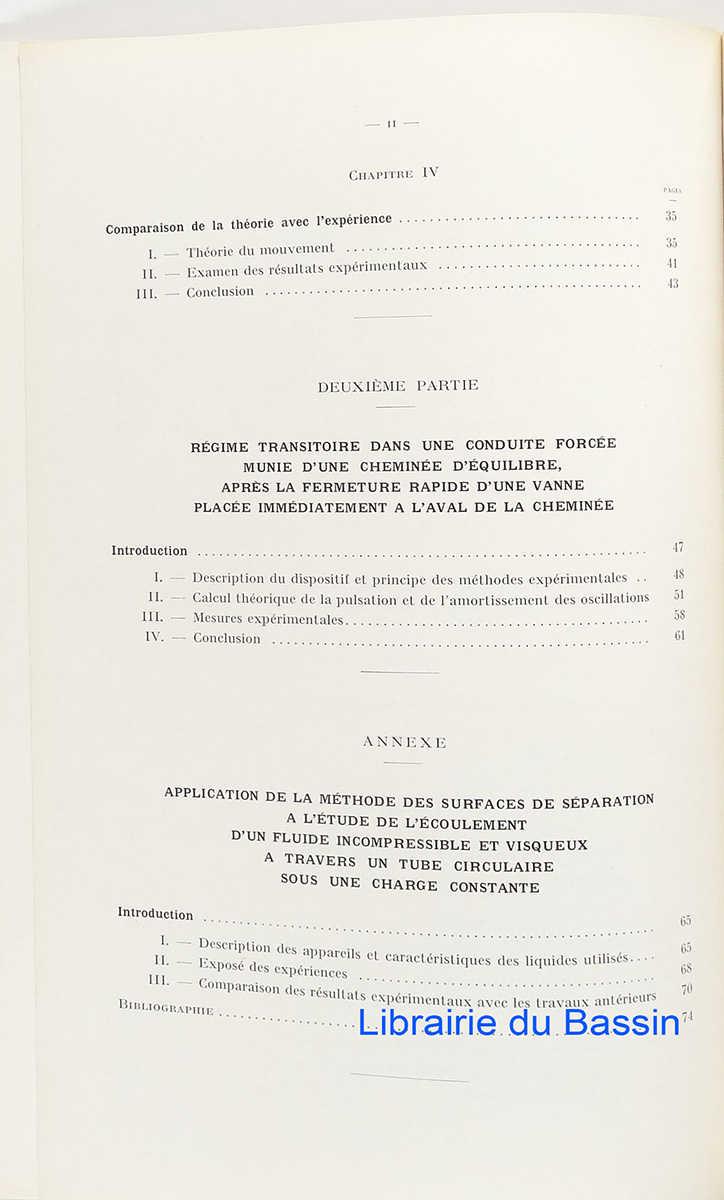 — II —
CHAPITRE IV
PAGES
Comparaison de la théorie avec l'expérience 35
I. — Théorie du mouvement 35
II. — Examen des résultats expérimentaux 41
III. — Conclusion 43
DEUXIÈME PARTIE
RÉGIME TRANSITOIRE DANS UNE CONDUITE FORCÉE
MUNIE D'UNE CHEMINÉE D'ÉQUILIBRE,
APRÈS LA FERMETURE RAPIDE D'UNE VANNE
PLACÉE IMMÉDIATEMENT A L'AVAL DE LA CHEMINÉE
Introduction 47
I. — Description du dispositif et principe des méthodes expérimentales 48
II. — Calcul théorique de la pulsation et de l'amortissement des oscillations 51
III. — Mesures expérimentales 58
IV. — Conclusion 61
ANNEXE
APPLICATION DE LA MÉTHODE DES SURFACES DE SÉPARATION
A L'ÉTUDE DE L'ÉCOULEMENT
D'UN FLUIDE INCOMPRESSIBLE ET VISQUEUX
A TRAVERS UN TUBE CIRCULAIRE
SOUS UNE CHARGE CONSTANTE
Introduction 65
I. — Description des appareils et caractéristiques des liquides utilisés 65
II. — Exposé des expériences 68
III. — Comparaison des résultats expérimentaux avec les travaux antérieurs 70
BIBLIOGRAPHIE 74
Librairie du Bassin